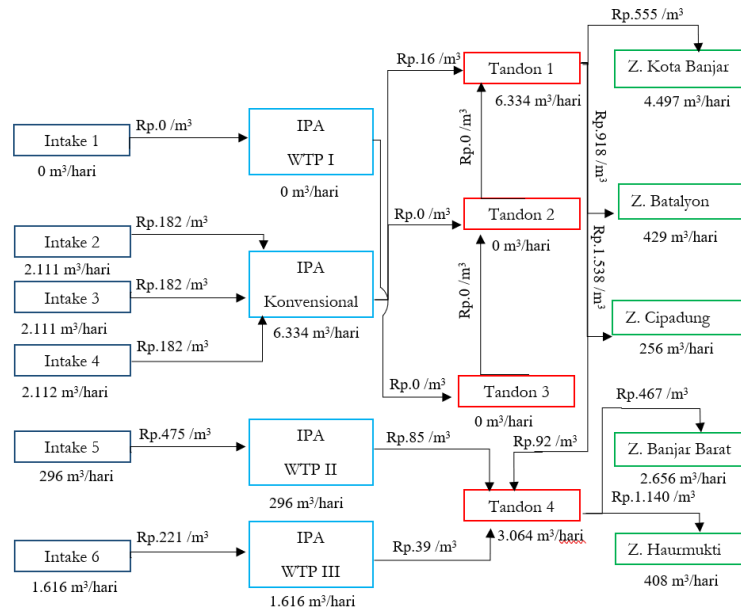 Rp.555 /m³
Rp.16 /m³
Tandon 1
Z. Kota Banjar
6.334 m³/hari
4.497 m³/hari
Rp.0 /m³
IPA
WTP I
Intake 1
0 m³/hari
0 m³/hari
Rp.0 /m³
Rp.918 /m³
Rp.182 /m³
Intake 2
2.111 m³/hari
Rp.0 /m³
Tandon 2
0 m³/hari
Z. Batalyon
429 m³/hari
IPA
Konvensional
6.334 m³/hari
Rp.182 /m³
Intake 3
2.111 m³/hari
Rp.0 /m³
Rp.1.538 /m³
Z. Cipadung
256 m³/hari
Rp.182 /m³
Intake 4
2.112 m³/hari
Rp.0 /m³
Tandon 3
0 m³/hari
Rp.467 /m³
Intake 5
296 m³/hari
Rp.475 /m³
IPA
WTP II
296 m³/hari
Rp.85 /m³
Rp.92 /m³
Z. Banjar Barat
2.656 m³/hari
Tandon 4
3.064 m³/hari
Rp.1.140 /m³
Intake 6
1.616 m³/hari
Rp.221 /m³
IPA
WTP III
1.616 m³/hari
Rp.39 /m³
Z. Haurmukti
408 m³/hari